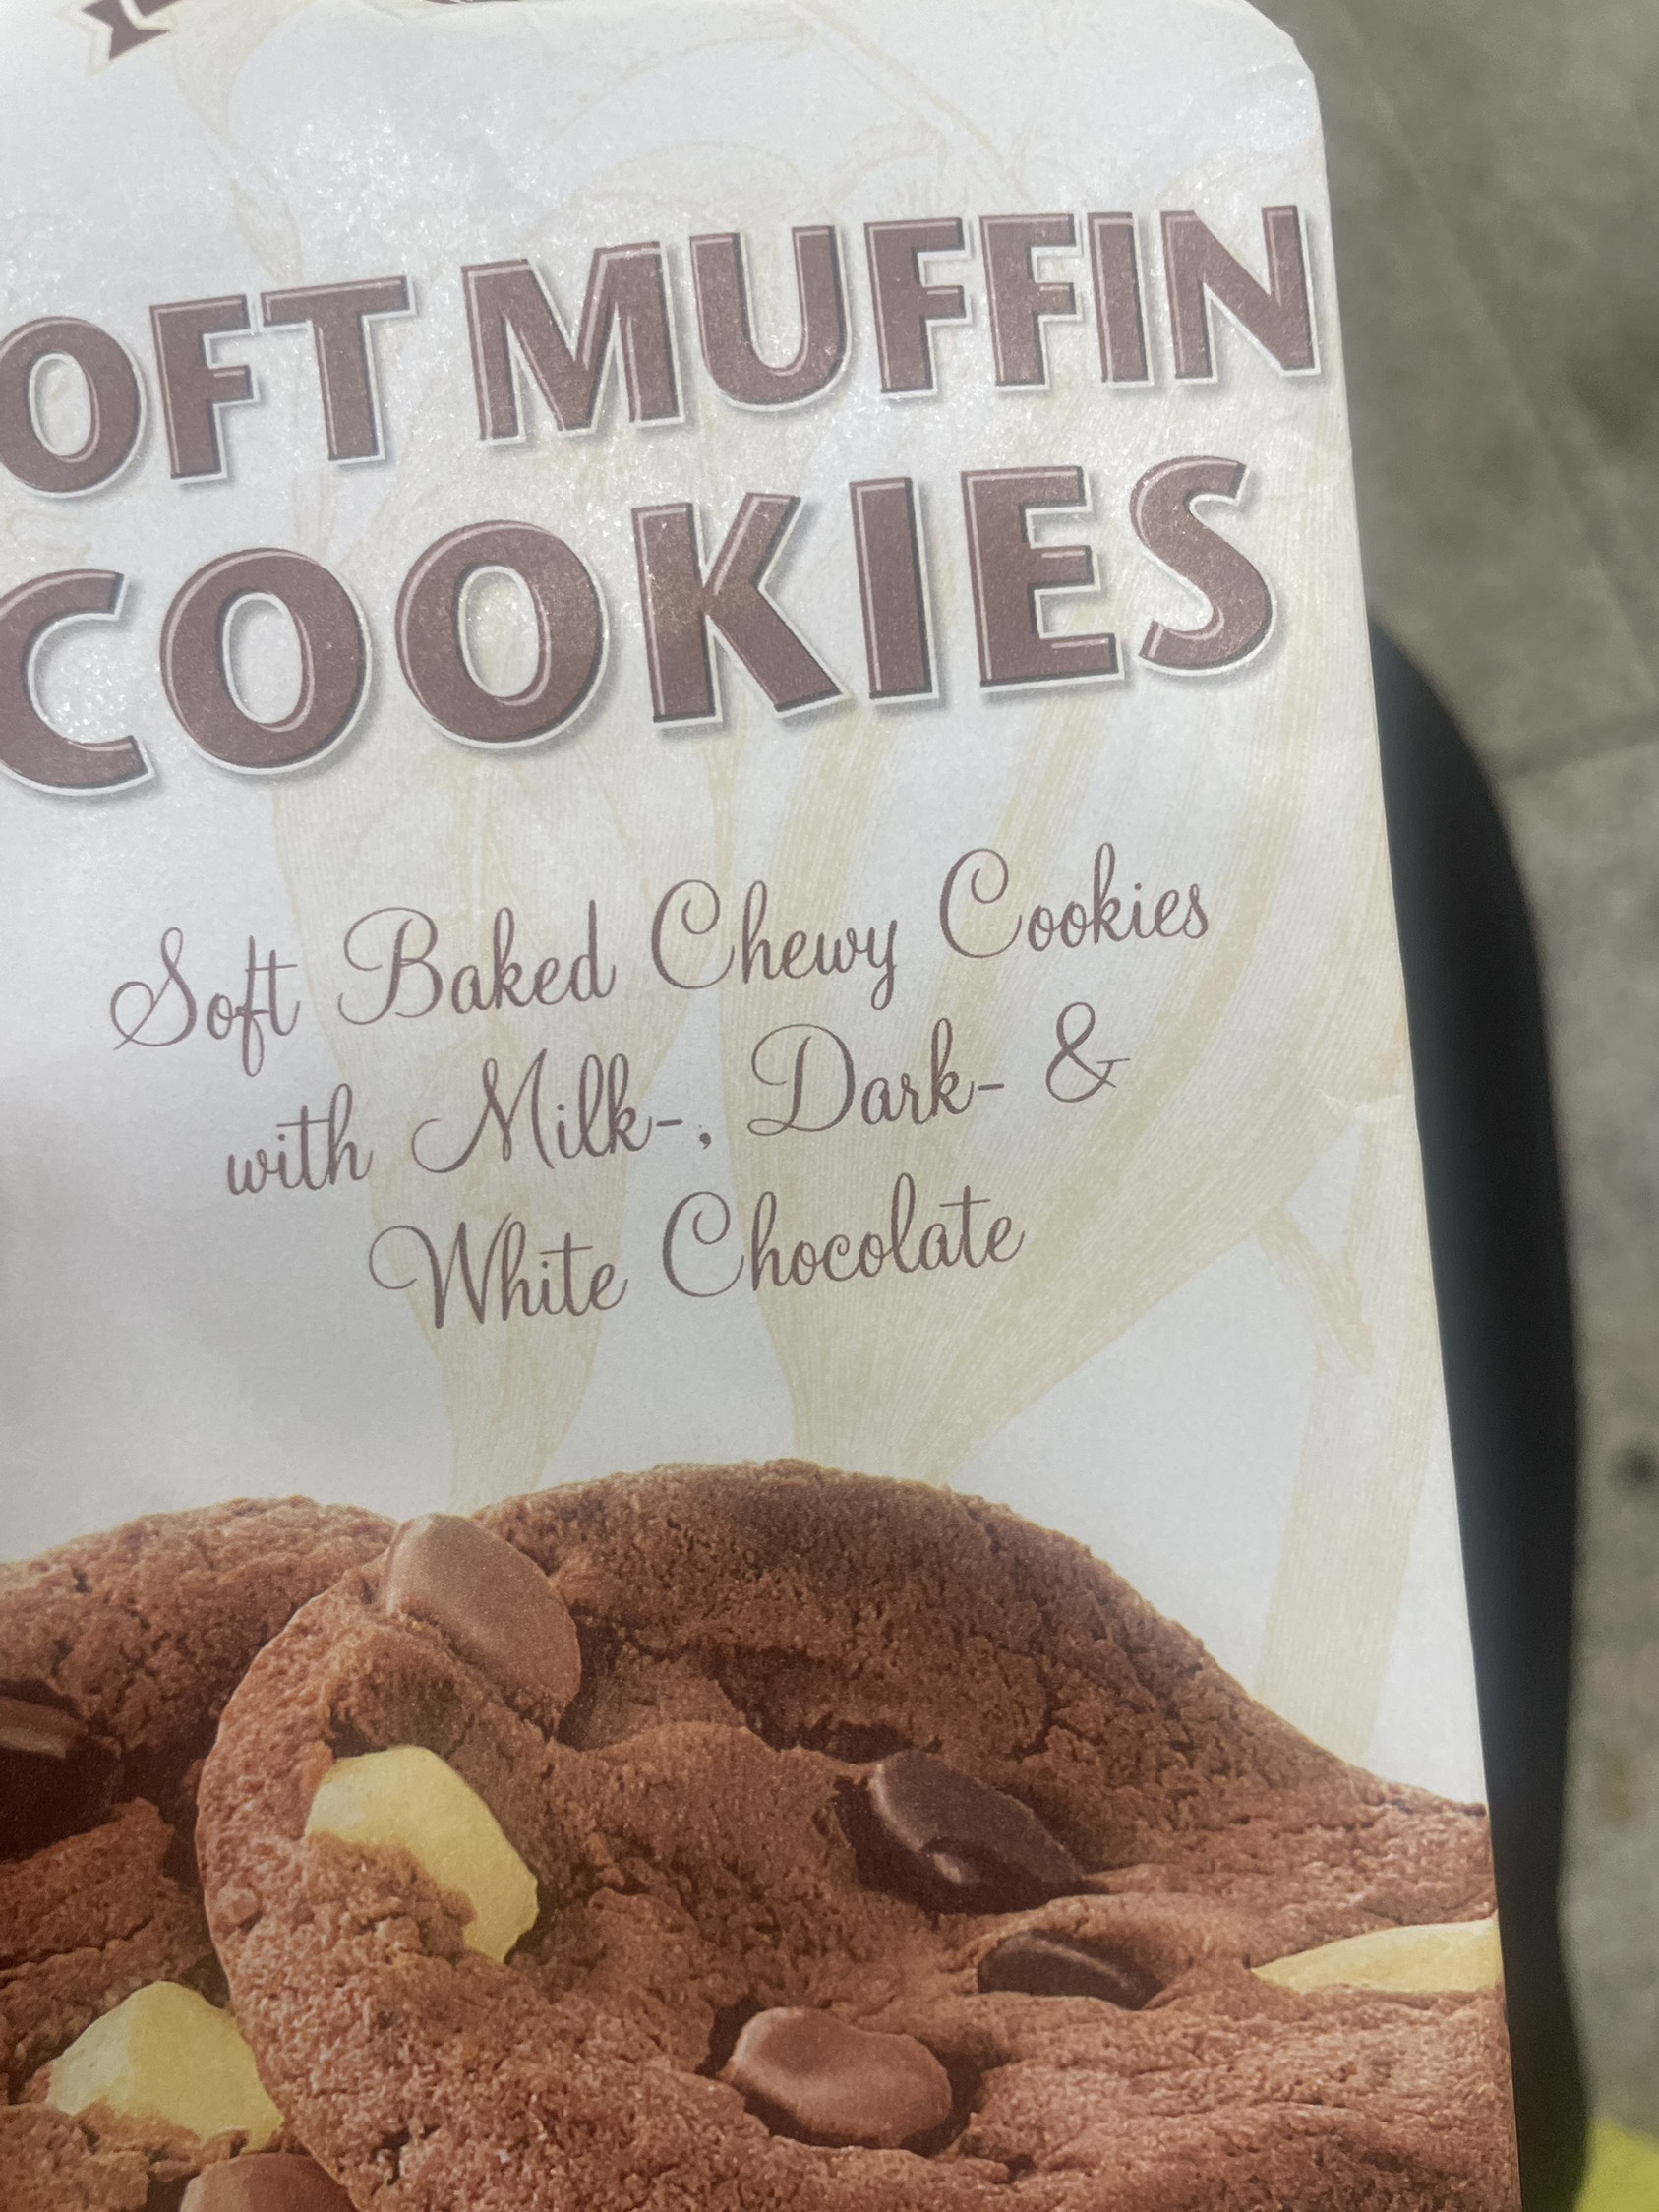 OFT MUFFIN
COOKIES
Soft Baked Chewy Cookies
with Milk-, Dark- &
White Chocolate